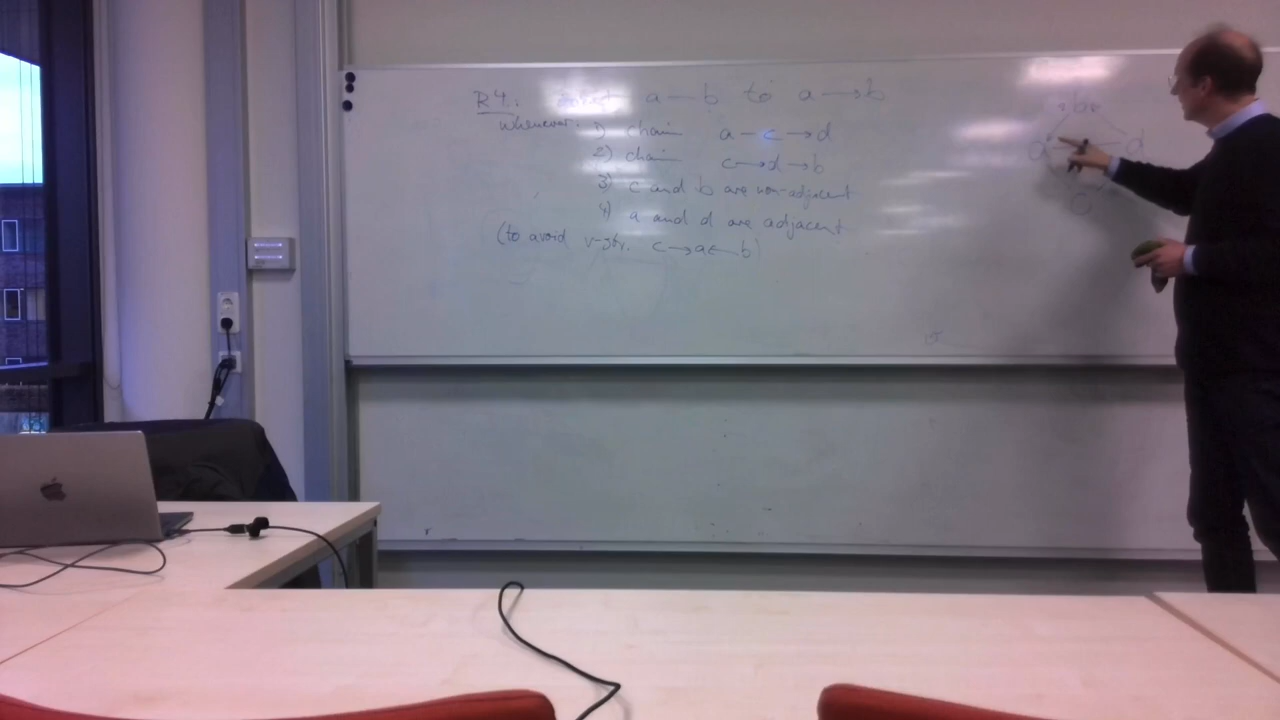 R4: a — b to a → b
Whenever: 1) chain a — c → d
2) chain c → d → b
3) c and b are non-adjacent
4) a and d are adjacent
(to avoid v-str. c → a ← b)
b
a d
c